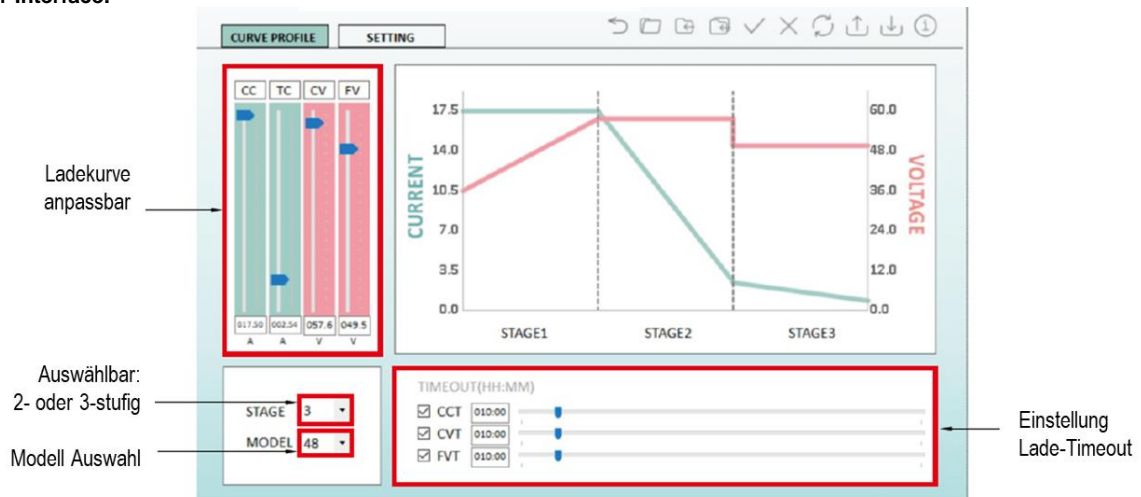 r Interface:
CURVE PROFILE SETTING
CC TC CV FV
017.50 002.54 057.6 049.5
A A V V
Ladekurve
anpassbar
CURRENT
17.5
14.0
10.5
7.0
3.5
0.0
STAGE1 STAGE2 STAGE3
60.0
48.0
36.0
24.0
12.0
0.0
VOLTAGE
Auswählbar:
2- oder 3-stufig
Modell Auswahl
STAGE 3
MODEL 48
TIMEOUT(HH:MM)
CCT 010:00
CVT 010:00
FVT 010:00
Einstellung
Lade-Timeout